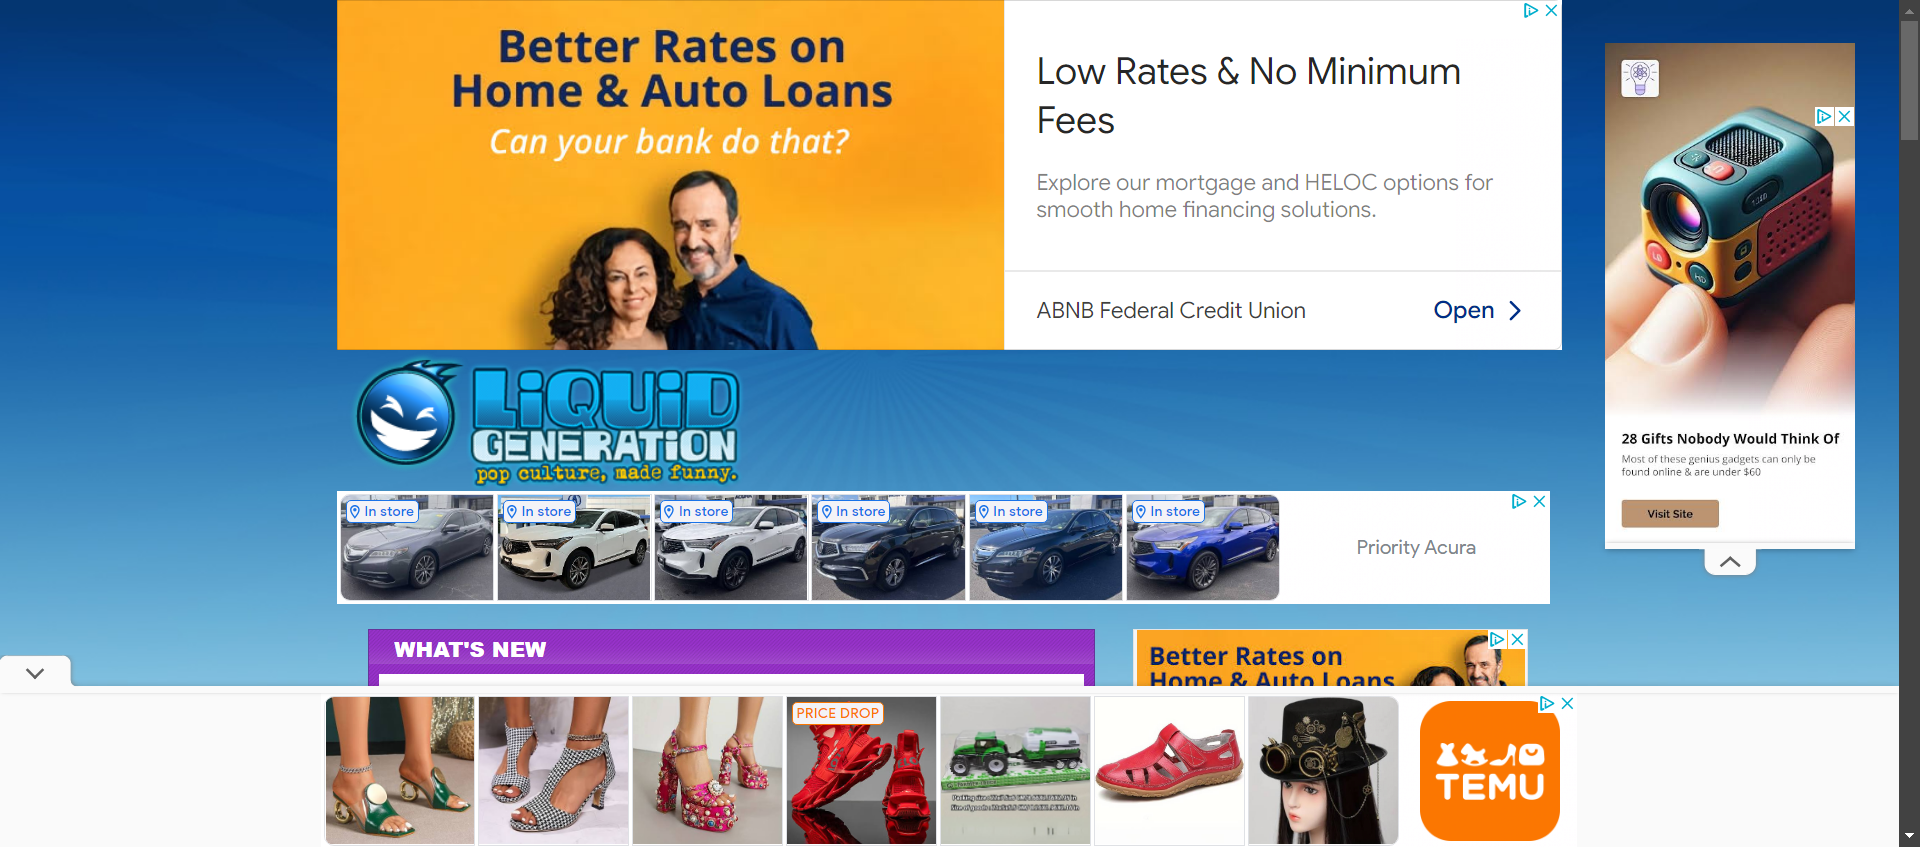 Better Rates on
Home & Auto Loans
Can your bank do that?
Low Rates & No Minimum
Fees
Explore our mortgage and HELOC options for
smooth home financing solutions.
ABNB Federal Credit Union
Open
1080
HD
28 Gifts Nobody Would Think Of
Most of these genius gadgets can only be
found online & are under $60
Visit Site
LiQUiD
GENERATiON
pop culture, made funny.
In store
In store
In store
In store
In store
In store
Priority Acura
WHAT'S NEW
Better Rates on
Home & Auto Loans
PRICE DROP
TEMU